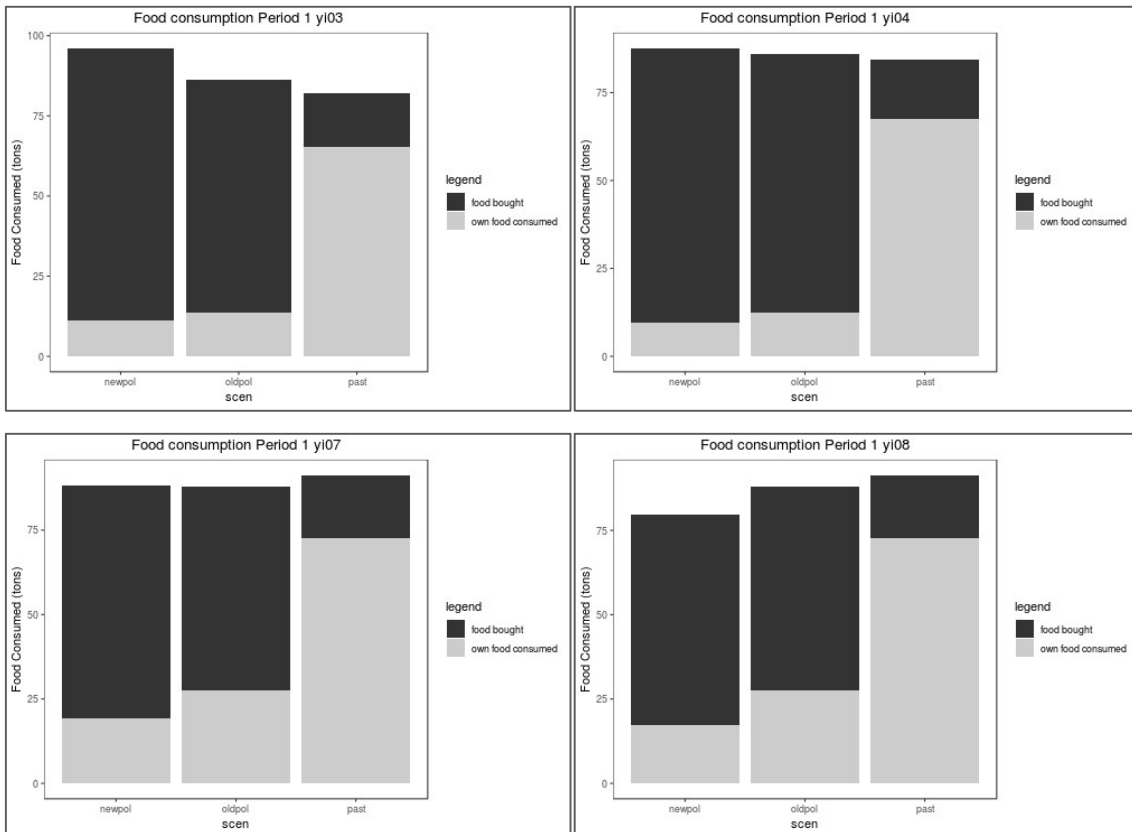 Food consumption Period 1 yi03
Food Consumed (tons)
100
75
50
25
0
newpol oldpol past
scen
legend
food bought
own food consumed
Food consumption Period 1 yi04
Food Consumed (tons)
75
50
25
0
newpol oldpol past
scen
legend
food bought
own food consumed
Food consumption Period 1 yi07
Food Consumed (tons)
75
50
25
0
newpol oldpol past
scen
legend
food bought
own food consumed
Food consumption Period 1 yi08
Food Consumed (tons)
75
50
25
0
newpol oldpol past
scen
legend
food bought
own food consumed